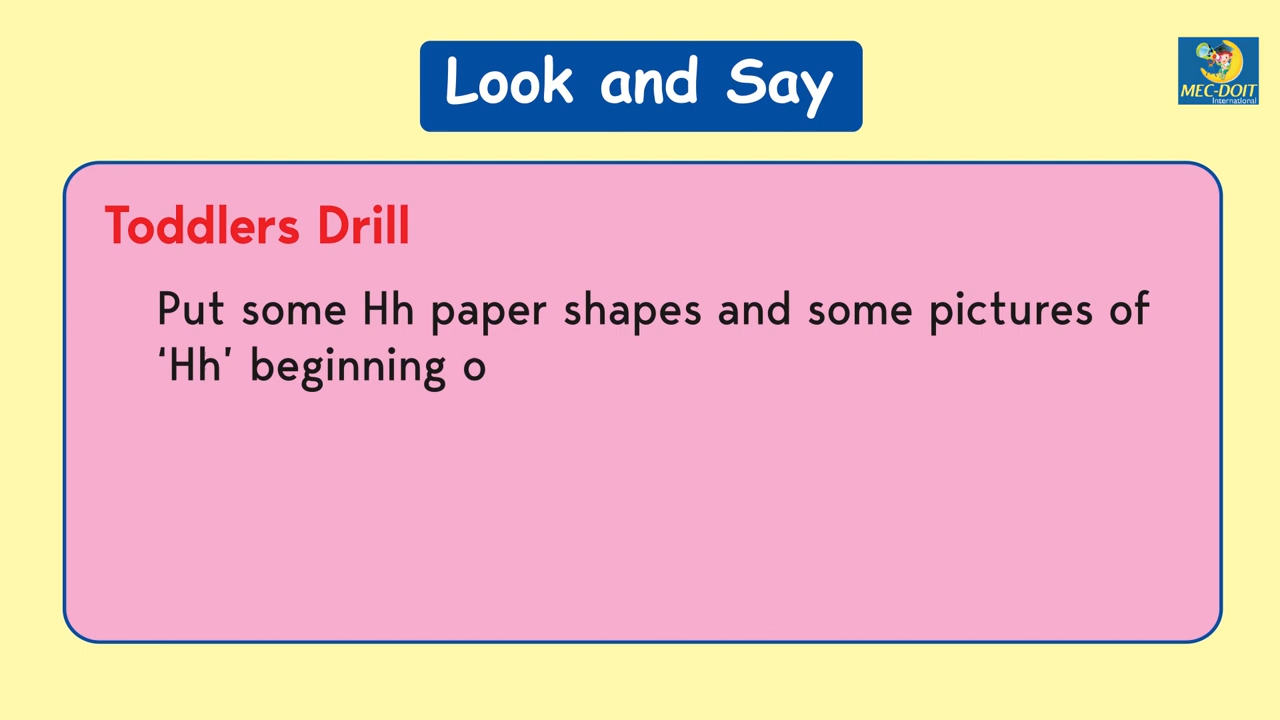 Look and Say
MEC-DOIT
International
Toddlers Drill
Put some Hh paper shapes and some pictures of
‘Hh’ beginning o